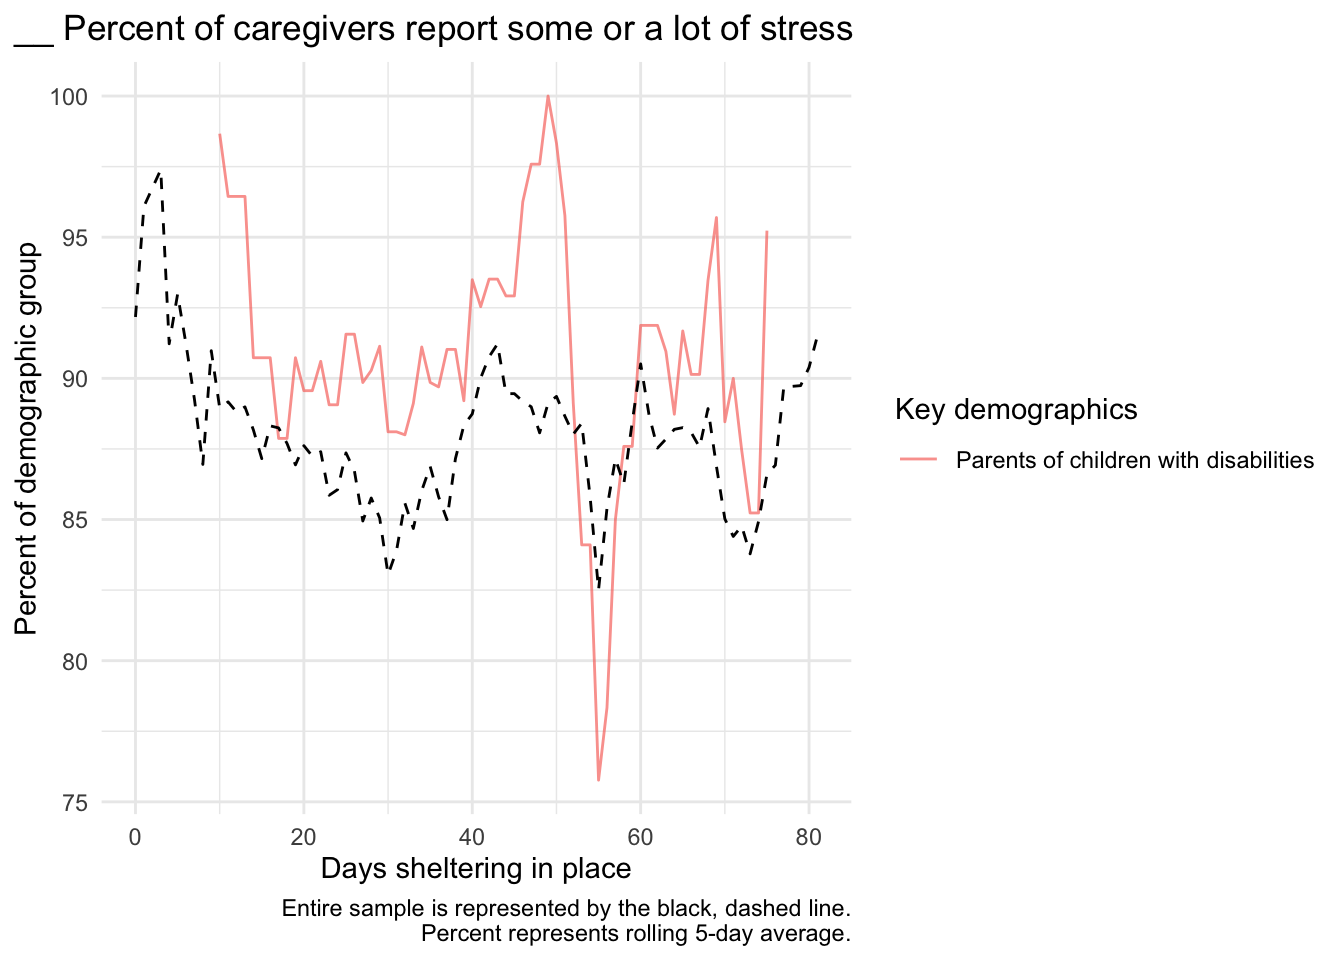 __ Percent of caregivers report some or a lot of stress
Percent of demographic group
100
95
90
85
80
75
0 20 40 60 80
Days sheltering in place
Key demographics
Parents of children with disabilities
Entire sample is represented by the black, dashed line.
Percent represents rolling 5-day average.